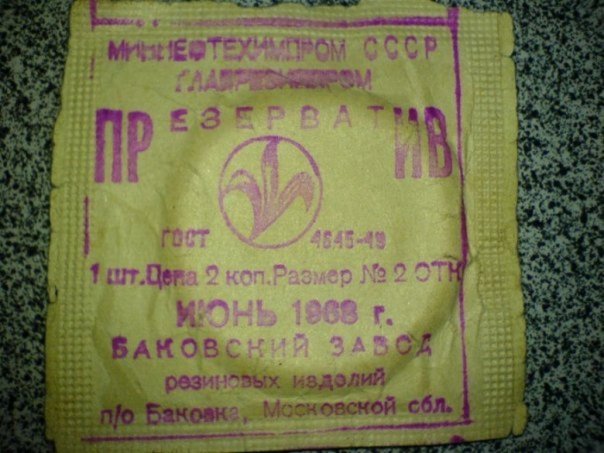 МИННЕФТЕХИМПРОМ СССР
ГЛАВРЕЗИНПРОМ
ПРЕЗЕРВАТИВ
ГОСТ 4645-49
1 шт. Цена 2 коп. Размер № 2 ОТК
ИЮНЬ 1968 г.
БАКОВСКИЙ ЗАВОД
резиновых изделий
п/о Баковка, Московской обл.